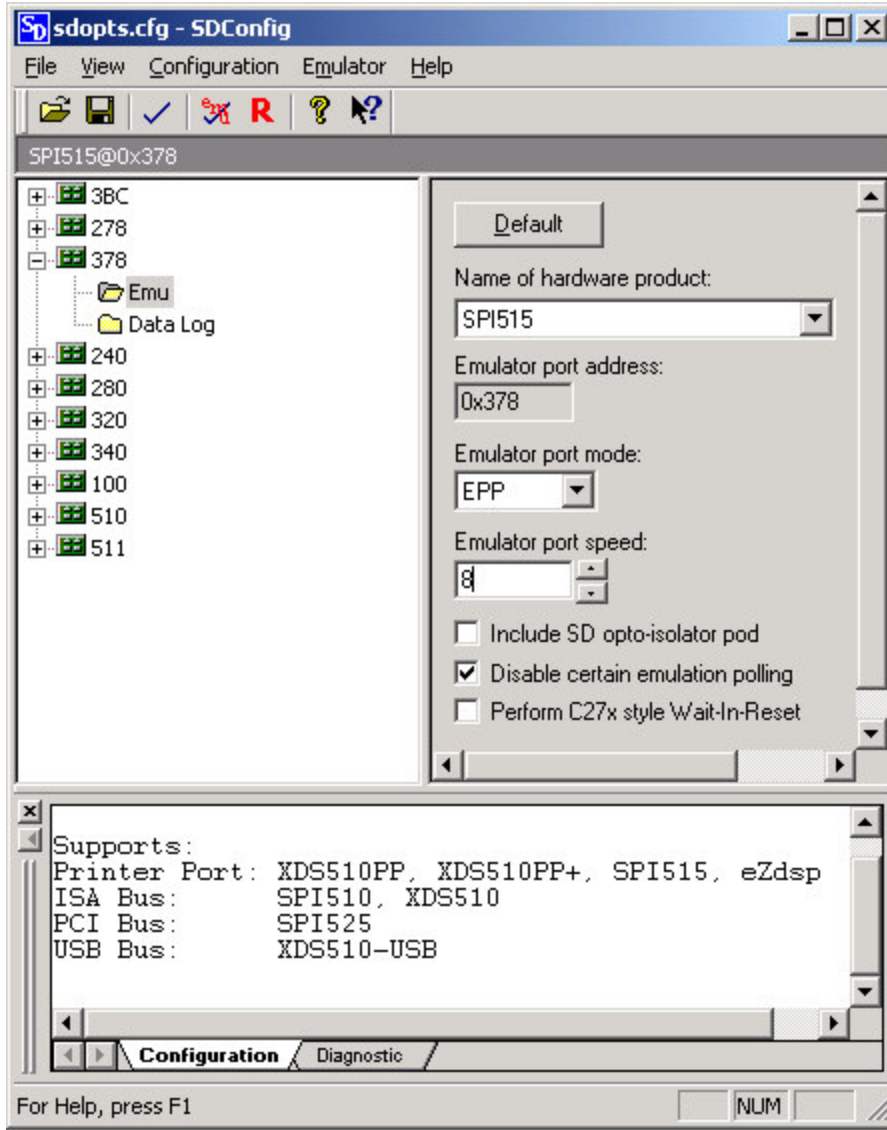 SD sdopts.cfg - SDConfig
File View Configuration Emulator Help
em R ? ?
SPI515@0x378
3BC
278
378
Emu
Data Log
240
280
320
340
100
510
511
Default
Name of hardware product:
SPI515
Emulator port address:
0x378
Emulator port mode:
EPP
Emulator port speed:
8
Include SD opto-isolator pod
Disable certain emulation polling
Perform C27x style Wait-In-Reset
Supports:
Printer Port: XDS510PP, XDS510PP+, SPI515, eZdsp
ISA Bus: SPI510, XDS510
PCI Bus: SPI525
USB Bus: XDS510-USB
Configuration Diagnostic
For Help, press F1 NUM